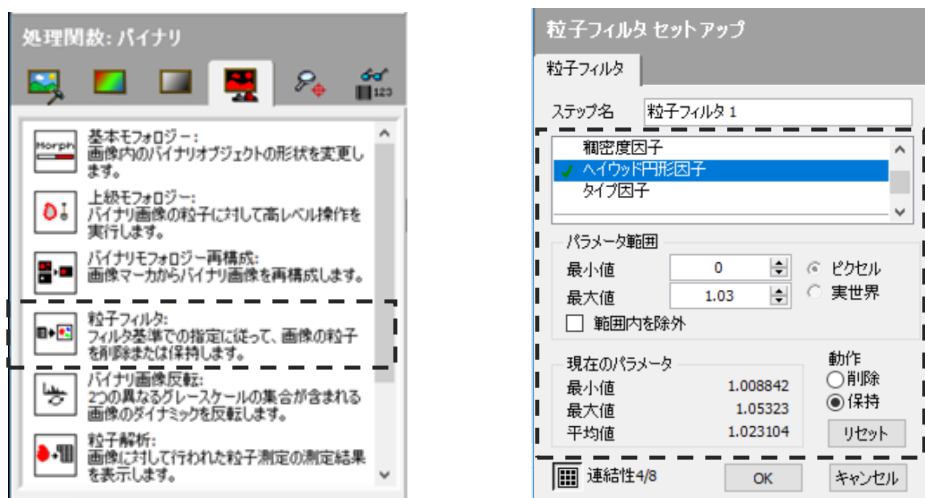 処理関数: バイナリ
123
Morph
基本モフォロジー:
画像内のバイナリオブジェクトの形状を変更し
ます。
上級モフォロジー:
バイナリ画像の粒子に対して高レベル操作を
実行します。
バイナリモフォロジー再構成:
画像マーカからバイナリ画像を再構成します。
粒子フィルタ:
フィルタ基準での指定に従って、画像の粒子
を削除または保持します。
バイナリ画像反転:
2つの異なるグレースケールの集合が含まれる
画像のダイナミックを反転します。
粒子解析:
画像に対して行われた粒子測定の測定結果
を表示します。
粒子フィルタ セットアップ
粒子フィルタ
ステップ名 粒子フィルタ 1
稠密度因子
ヘイウッド円形因子
タイプ因子
パラメータ範囲
最小値 0 ピクセル
最大値 1.03 実世界
範囲内を除外
現在のパラメータ 動作
最小値 1.008842 削除
最大値 1.05323 保持
平均値 1.023104 リセット
連結性4/8 OK キャンセル